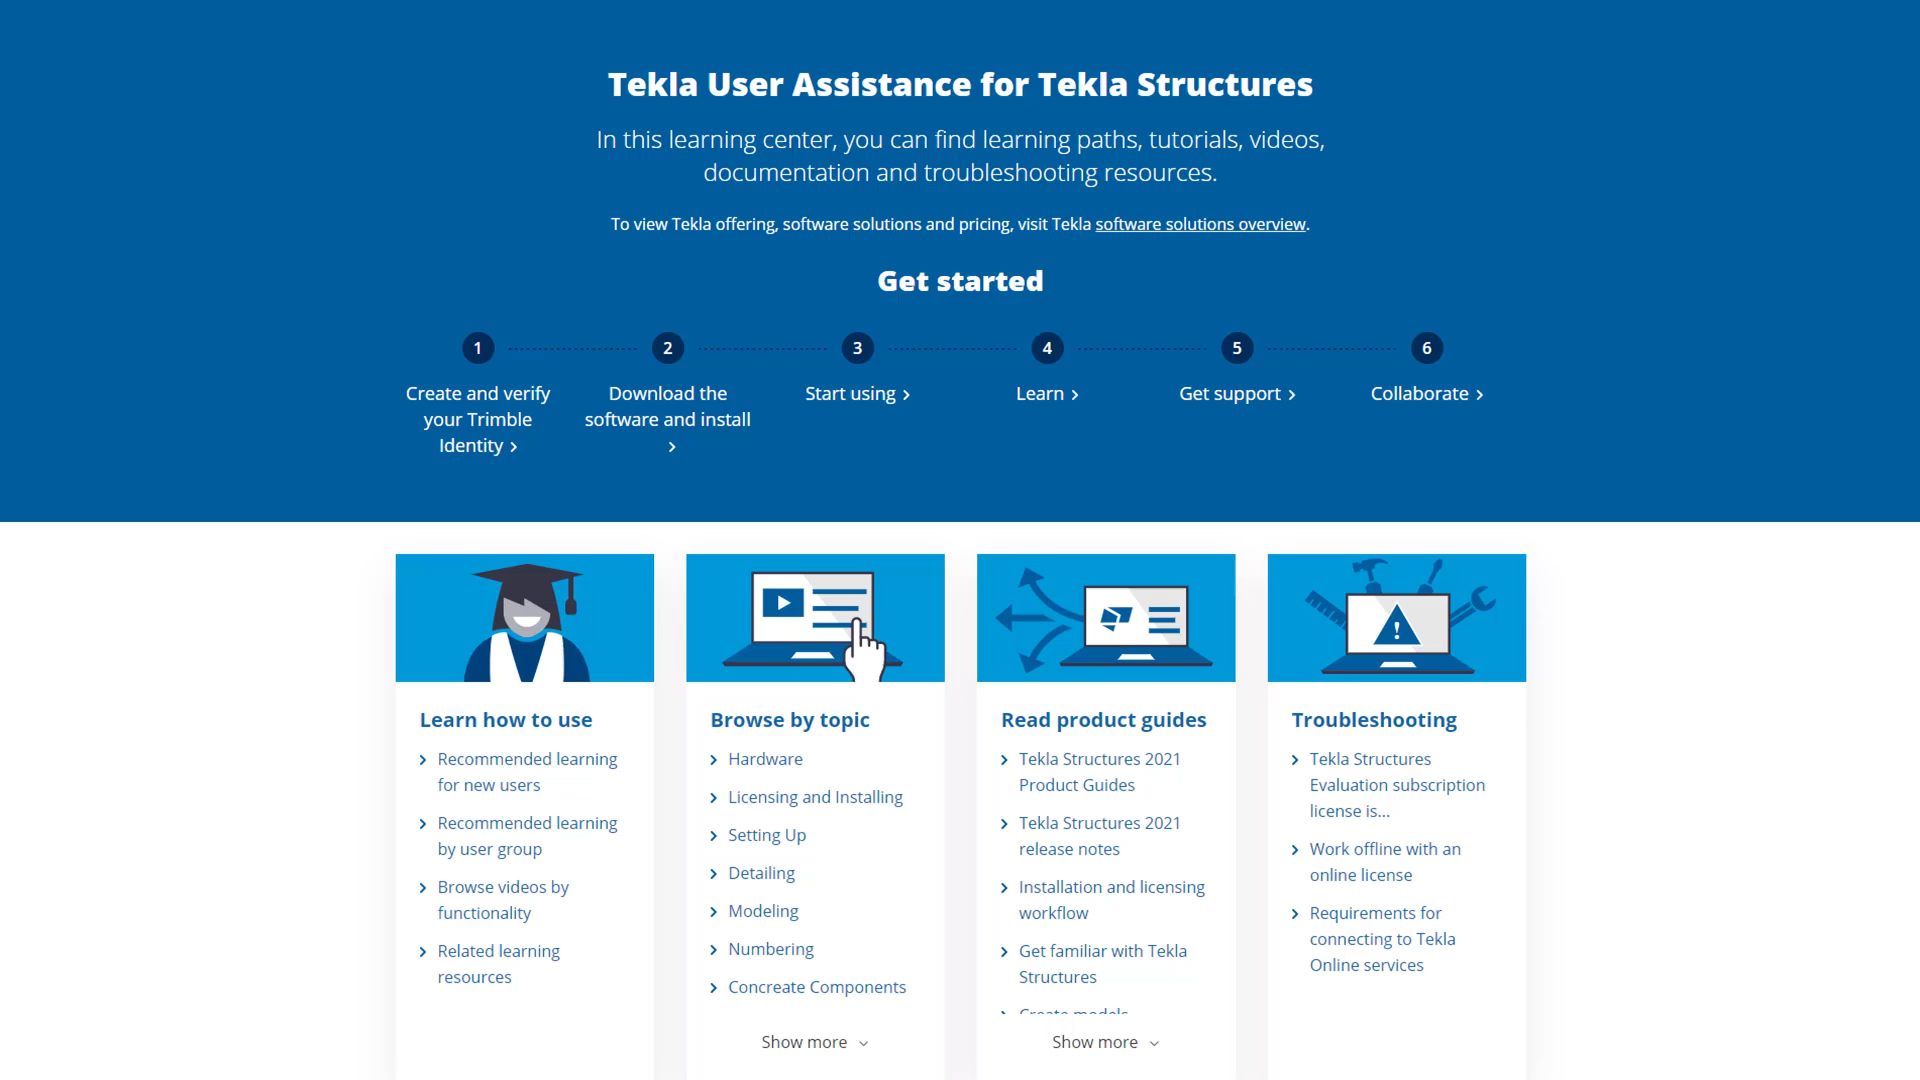 Tekla User Assistance for Tekla Structures
In this learning center, you can find learning paths, tutorials, videos,
documentation and troubleshooting resources.
To view Tekla offering, software solutions and pricing, visit Tekla software solutions overview.
Get started
1
2
3
4
5
6
Create and verify
your Trimble
Identity
Download the
software and install
Start using
Learn
Get support
Collaborate
Learn how to use
Recommended learning
for new users
Recommended learning
by user group
Browse videos by
functionality
Related learning
resources
Browse by topic
Hardware
Licensing and Installing
Setting Up
Detailing
Modeling
Numbering
Concreate Components
Show more
Read product guides
Tekla Structures 2021
Product Guides
Tekla Structures 2021
release notes
Installation and licensing
workflow
Get familiar with Tekla
Structures
Create models
Show more
Troubleshooting
Tekla Structures
Evaluation subscription
license is...
Work offline with an
online license
Requirements for
connecting to Tekla
Online services